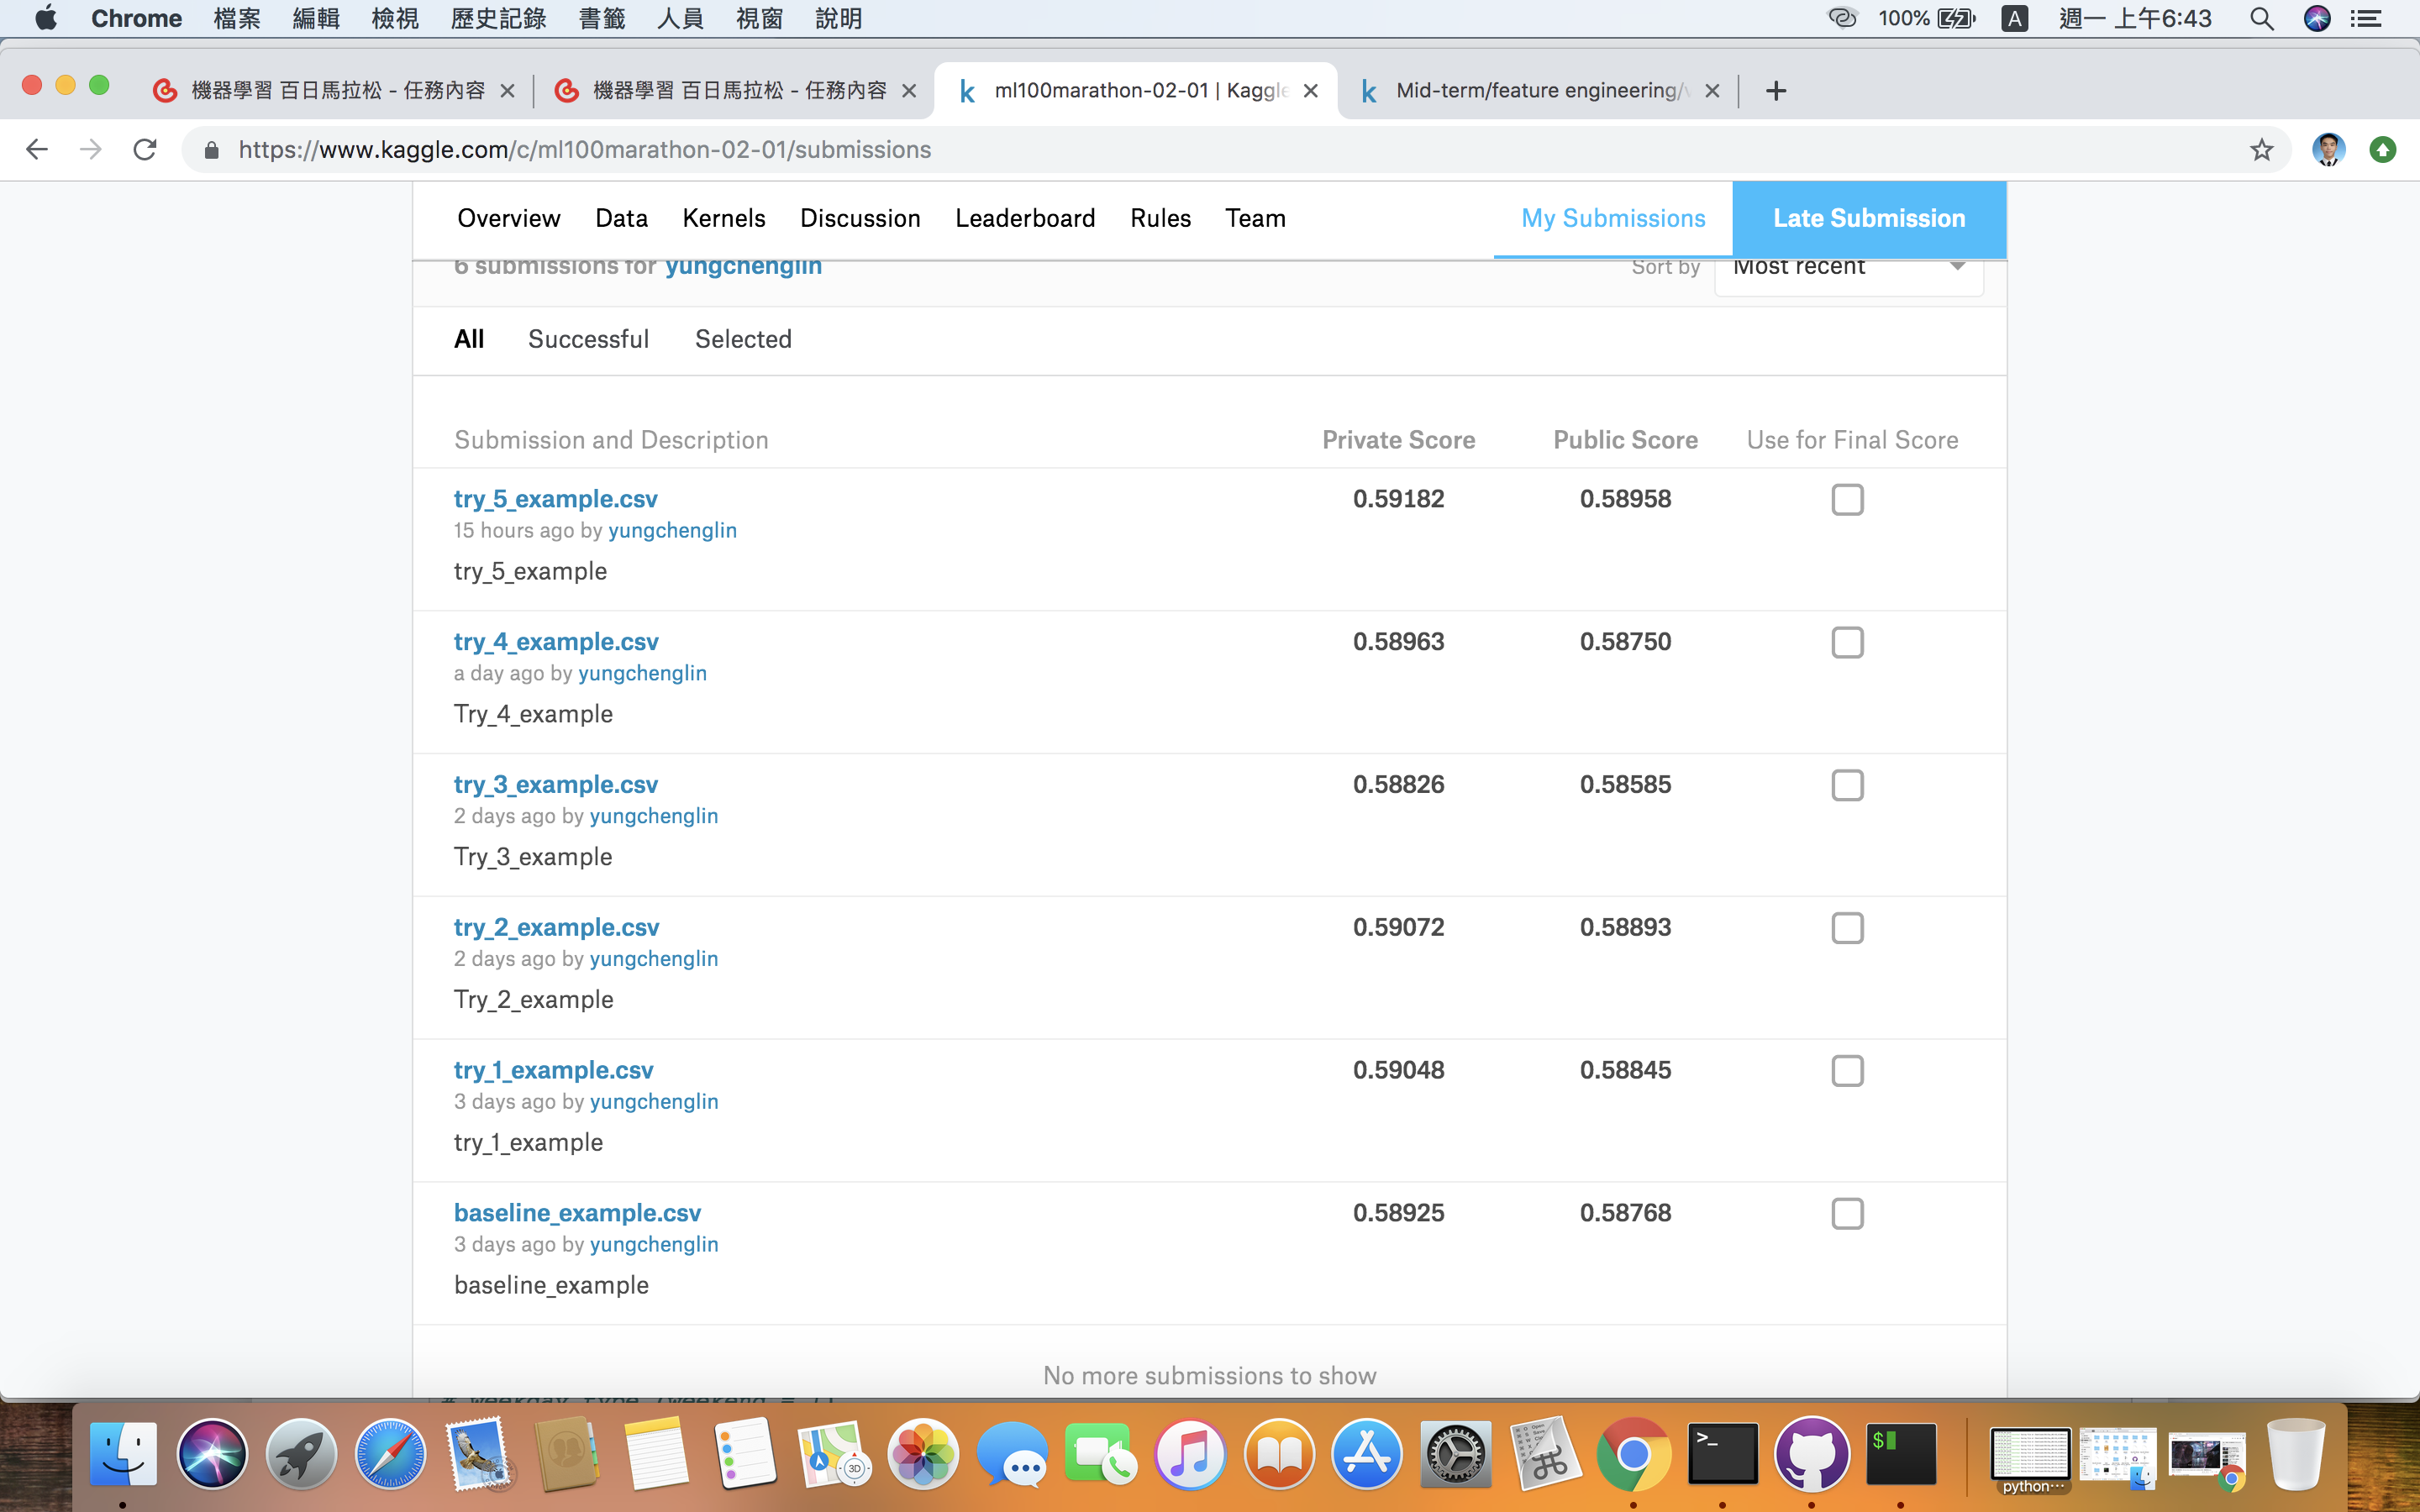 Chrome 檔案 編輯 檢視 歷史記錄 書籤 人員 視窗 說明 100% A 週一 上午6:43
機器學習 百日馬拉松 - 任務內容 機器學習 百日馬拉松 - 任務內容 ml100marathon-02-01 | Kaggle Mid-term/feature engineering/
https://www.kaggle.com/c/ml100marathon-02-01/submissions
Overview Data Kernels Discussion Leaderboard Rules Team My Submissions Late Submission
6 submissions for yungchenglin Sort by Most recent
All Successful Selected
Submission and Description Private Score Public Score Use for Final Score
try_5_example.csv 0.59182 0.58958
15 hours ago by yungchenglin
try_5_example
try_4_example.csv 0.58963 0.58750
a day ago by yungchenglin
Try_4_example
try_3_example.csv 0.58826 0.58585
2 days ago by yungchenglin
Try_3_example
try_2_example.csv 0.59072 0.58893
2 days ago by yungchenglin
Try_2_example
try_1_example.csv 0.59048 0.58845
3 days ago by yungchenglin
try_1_example
baseline_example.csv 0.58925 0.58768
3 days ago by yungchenglin
baseline_example
No more submissions to show
3D
>_
$
python···